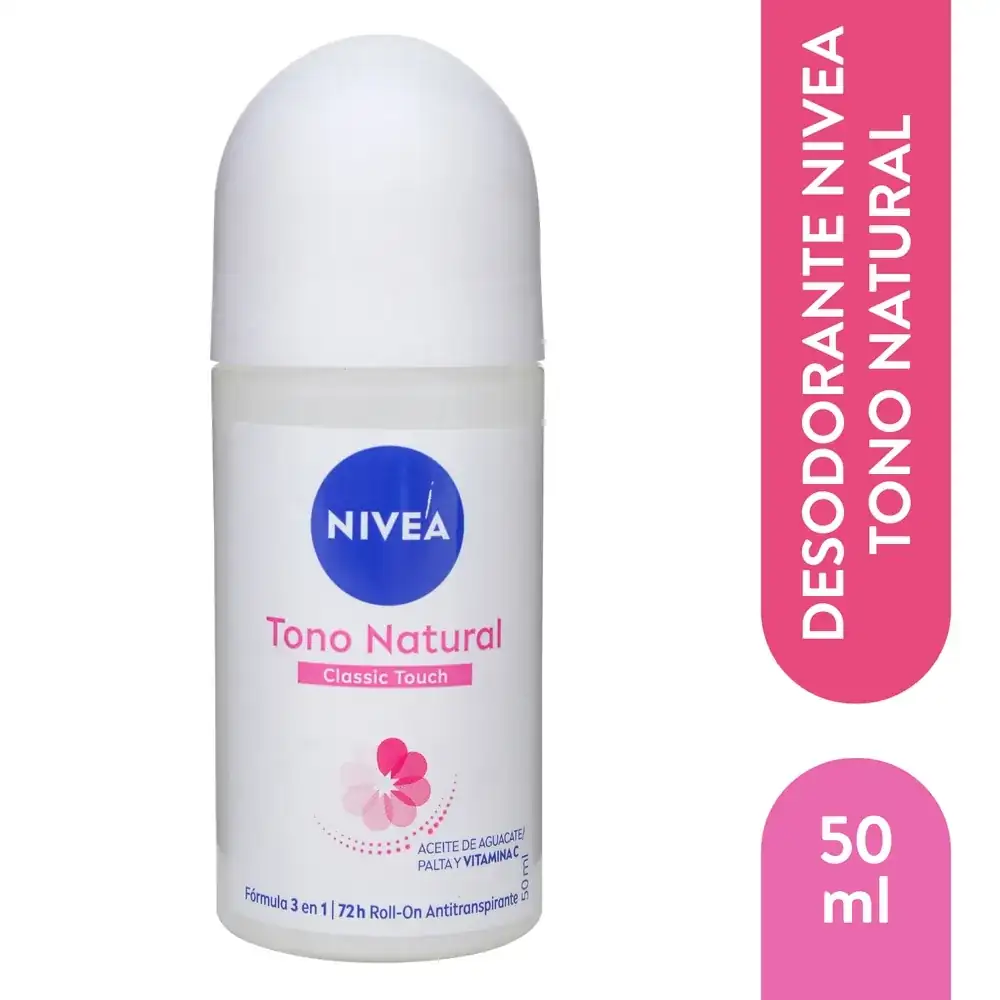 NIVEA
Tono Natural
Classic Touch
ACEITE DE AGUACATE/
PALTA Y VITAMINA C
50 ml
Fórmula 3 en 1 | 72h Roll-On Antitranspirante
DESODORANTE NIVEA
TONO NATURAL
50
ml